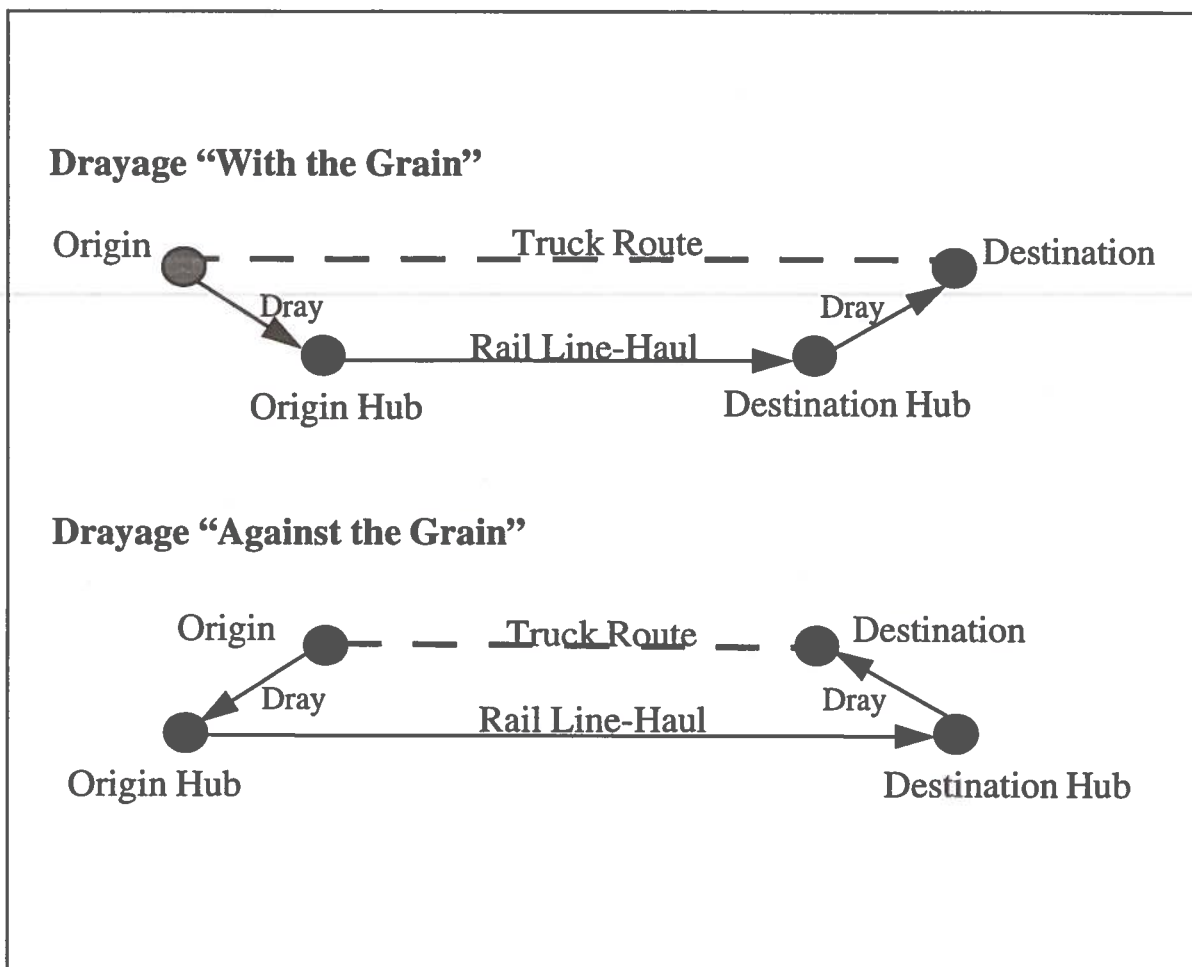 Drayage “With the Grain”
Origin
Truck Route
Destination
Dray
Dray
Rail Line-Haul
Origin Hub
Destination Hub
Drayage “Against the Grain”
Origin
Truck Route
Destination
Dray
Dray
Rail Line-Haul
Origin Hub
Destination Hub